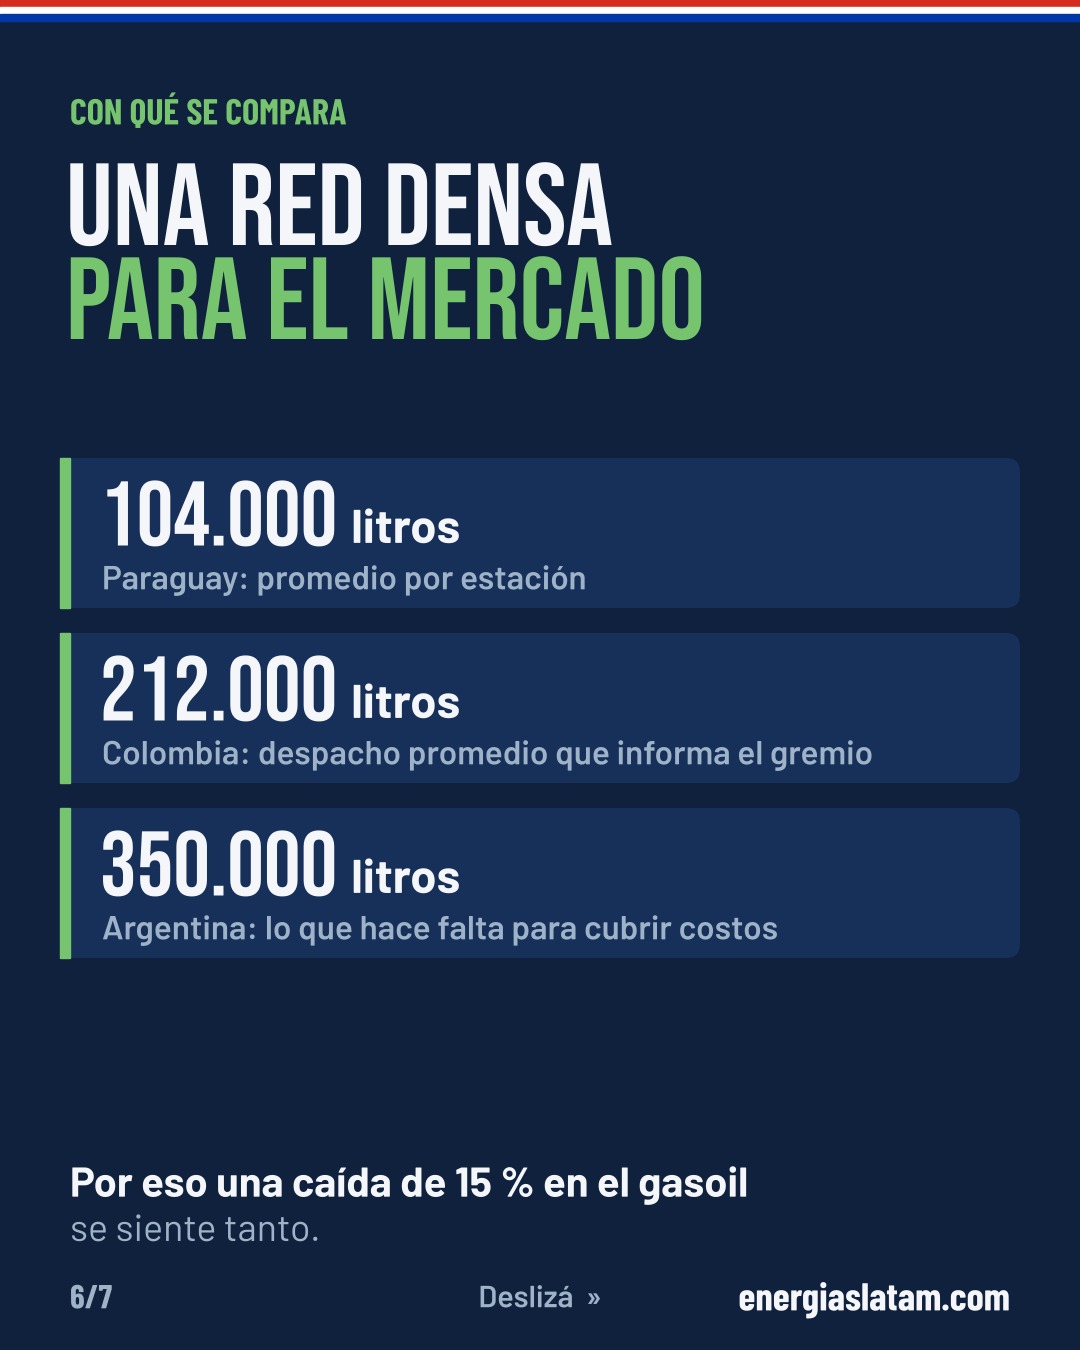 CON QUÉ SE COMPARA
UNA RED DENSA
PARA EL MERCADO
104.000 litros
Paraguay: promedio por estación
212.000 litros
Colombia: despacho promedio que informa el gremio
350.000 litros
Argentina: lo que hace falta para cubrir costos
Por eso una caída de 15 % en el gasoil
se siente tanto.
6/7
Deslizá »
energiaslatam.com